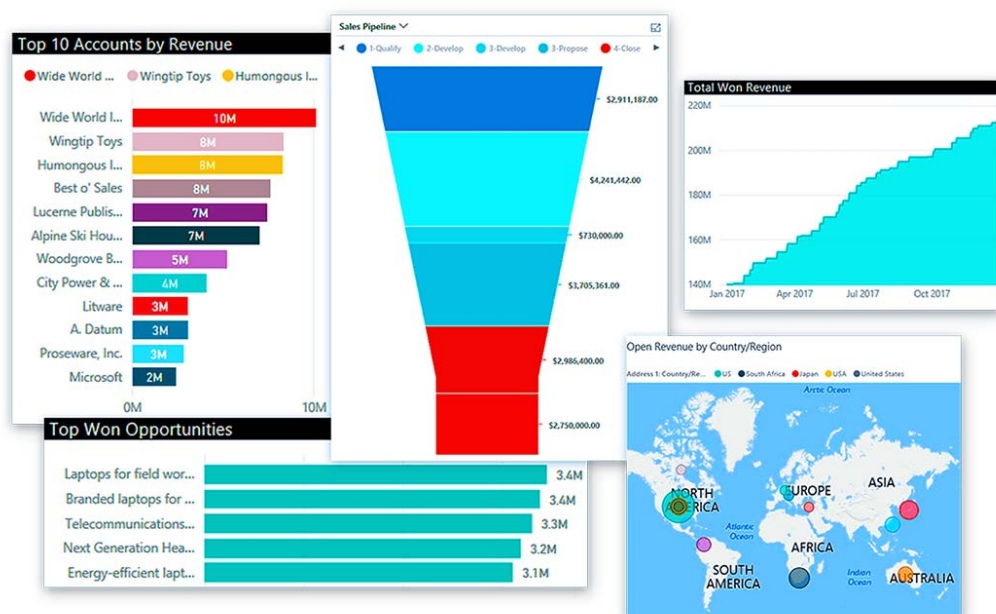 Top 10 Accounts by Revenue
Wide World ... Wingtip Toys Humongous I...
Wide World I... 10M
Wingtip Toys 8M
Humongous I... 8M
Best o' Sales 8M
Lucerne Publis... 7M
Alpine Ski Hou... 7M
Woodgrove B... 5M
City Power & ... 4M
Litware 3M
A. Datum 3M
Proseware, Inc. 3M
Microsoft 2M
0M 10M
Sales Pipeline
1-Qualify 2-Develop 3-Develop 3-Propose 4-Close
$2,911,187.00
$4,241,442.00
$730,000.00
$3,705,361.00
$2,986,400.00
$2,750,000.00
Total Won Revenue
220M
200M
180M
160M
140M
Jan 2017 Apr 2017 Jul 2017 Oct 2017
Top Won Opportunities
Laptops for field wor... 3.4M
Branded laptops for ... 3.4M
Telecommunications... 3.3M
Next Generation Hea... 3.2M
Energy-efficient lapt... 3.1M
Open Revenue by Country/Region
Address 1: Country/Re... US South Africa Japan USA United States
Arctic Ocean
NORTH AMERICA
EUROPE
ASIA
Atlantic Ocean
AFRICA
SOUTH AMERICA
Indian Ocean
AUSTRALIA